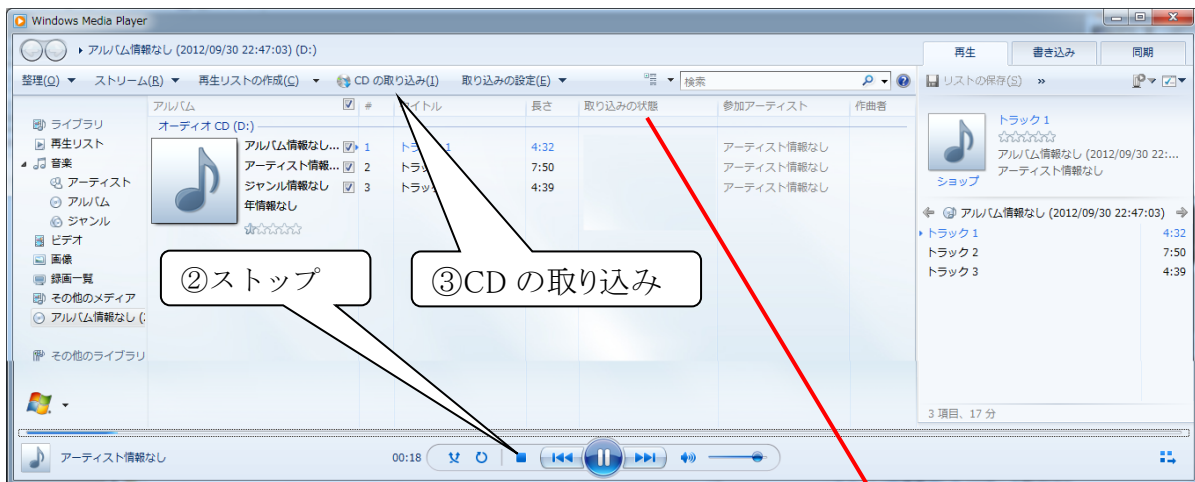 Windows Media Player
アルバム情報なし (2012/09/30 22:47:03) (D:)
再生 書き込み 同期
整理(O) ストリーム(R) 再生リストの作成(C) CD の取り込み(I) 取り込みの設定(E) 検索 リストの保存(S) »
アルバム # タイトル 長さ 取り込みの状態 参加アーティスト 作曲者
ライブラリ
再生リスト
音楽
アーティスト
アルバム
ジャンル
ビデオ
画像
録画一覧
その他のメディア
アルバム情報なし (
その他のライブラリ
オーディオ CD (D:)
アルバム情報なし... 1 トラック 1 4:32 アーティスト情報なし
アーティスト情報... 2 トラッ 7:50 アーティスト情報なし
ジャンル情報なし 3 トラッ 4:39 アーティスト情報なし
年情報なし
②ストップ
③CD の取り込み
トラック 1
アルバム情報なし (2012/09/30 22:...
アーティスト情報なし
ショップ
アルバム情報なし (2012/09/30 22:47:03)
トラック 1 4:32
トラック 2 7:50
トラック 3 4:39
3 項目、17 分
アーティスト情報なし 00:18